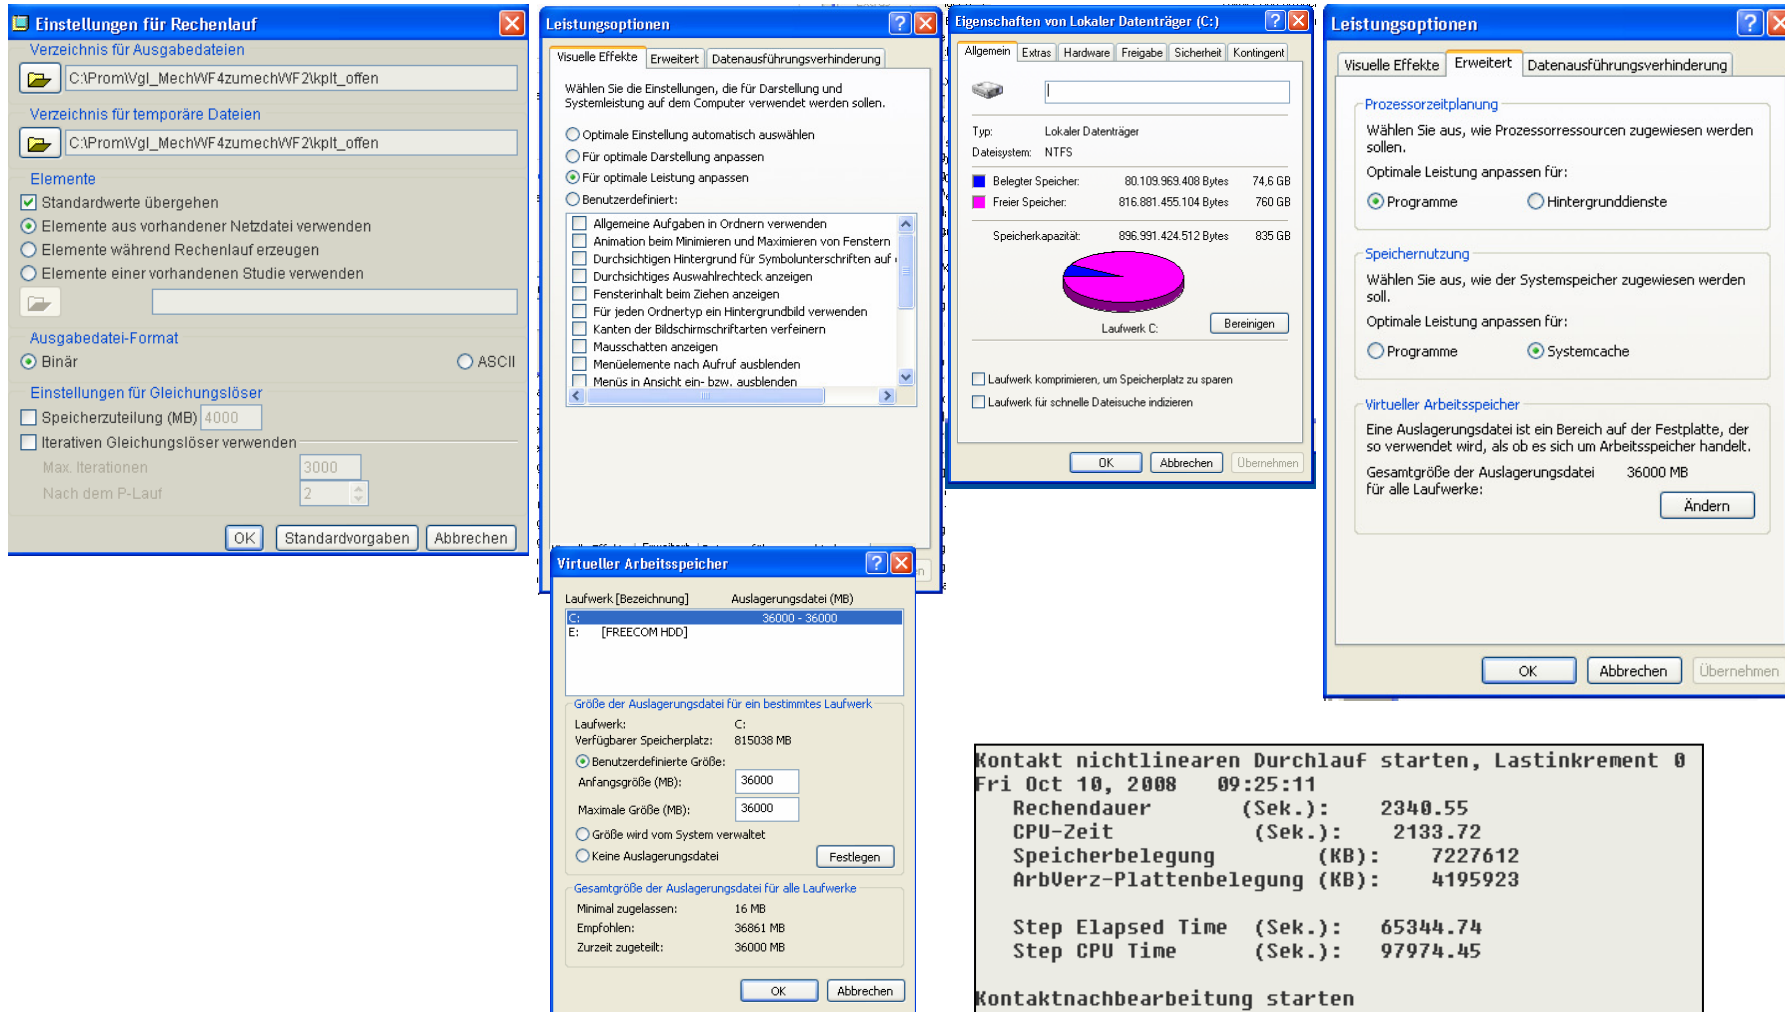 Einstellungen für Rechenlauf
Verzeichnis für Ausgabedateien
C:\Prom\Vgl_MechWF4zumechWF2\kplt_offen
Verzeichnis für temporäre Dateien
C:\Prom\Vgl_MechWF4zumechWF2\kplt_offen
Elemente
Standardwerte übergehen
Elemente aus vorhandener Netzdatei verwenden
Elemente während Rechenlauf erzeugen
Elemente einer vorhandenen Studie verwenden
Ausgabedatei-Format
Binär ASCII
Einstellungen für Gleichungslöser
Speicherzuteilung (MB) 4000
Iterativen Gleichungslöser verwenden
Max. Iterationen 3000
Nach dem P-Lauf 2
OK Standardvorgaben Abbrechen
Leistungsoptionen
Visuelle Effekte Erweitert Datenausführungsverhinderung
Wählen Sie die Einstellungen, die für Darstellung und
Systemleistung auf dem Computer verwendet werden sollen.
Optimale Einstellung automatisch auswählen
Für optimale Darstellung anpassen
Für optimale Leistung anpassen
Benutzerdefiniert:
Allgemeine Aufgaben in Ordnern verwenden
Animation beim Minimieren und Maximieren von Fenstern
Durchsichtigen Hintergrund für Symbolunterschriften auf
Durchsichtiges Auswahlrechteck anzeigen
Fensterinhalt beim Ziehen anzeigen
Für jeden Ordnertyp ein Hintergrundbild verwenden
Kanten der Bildschirmschriftarten verfeinern
Mausschatten anzeigen
Menüelemente nach Aufruf ausblenden
Menüs in Ansicht ein- bzw. ausblenden
Virtueller Arbeitsspeicher
Laufwerk [Bezeichnung] Auslagerungsdatei (MB)
C: 36000 - 36000
E: [FREECOM HDD]
Größe der Auslagerungsdatei für ein bestimmtes Laufwerk
Laufwerk: C:
Verfügbarer Speicherplatz: 815038 MB
Benutzerdefinierte Größe:
Anfangsgröße (MB): 36000
Maximale Größe (MB): 36000
Größe wird vom System verwaltet
Keine Auslagerungsdatei Festlegen
Gesamtgröße der Auslagerungsdatei für alle Laufwerke
Minimal zugelassen: 16 MB
Empfohlen: 36861 MB
Zurzeit zugeteilt: 36000 MB
OK Abbrechen
Eigenschaften von Lokaler Datenträger (C:)
Allgemein Extras Hardware Freigabe Sicherheit Kontingent
Typ: Lokaler Datenträger
Dateisystem: NTFS
Belegter Speicher: 80.109.969.408 Bytes 74,6 GB
Freier Speicher: 816.881.455.104 Bytes 760 GB
Speicherkapazität: 896.991.424.512 Bytes 835 GB
Laufwerk C: Bereinigen
Laufwerk komprimieren, um Speicherplatz zu sparen
Laufwerk für schnelle Dateisuche indizieren
OK Abbrechen Übernehmen
Leistungsoptionen
Visuelle Effekte Erweitert Datenausführungsverhinderung
Prozessorzeitplanung
Wählen Sie aus, wie Prozessorressourcen zugewiesen werden
sollen.
Optimale Leistung anpassen für:
Programme Hintergrunddienste
Speichernutzung
Wählen Sie aus, wie der Systemspeicher zugewiesen werden
soll.
Optimale Leistung anpassen für:
Programme Systemcache
Virtueller Arbeitsspeicher
Eine Auslagerungsdatei ist ein Bereich auf der Festplatte, der
so verwendet wird, als ob es sich um Arbeitsspeicher handelt.
Gesamtgröße der Auslagerungsdatei 36000 MB
für alle Laufwerke:
Ändern
OK Abbrechen Übernehmen
Kontakt nichtlinearen Durchlauf starten, Lastinkrement 0
Fri Oct 10, 2008 09:25:11
Rechendauer (Sek.): 2340.55
CPU-Zeit (Sek.): 2133.72
Speicherbelegung (KB): 7227612
ArbVerz-Plattenbelegung (KB): 4195923
Step Elapsed Time (Sek.): 65344.74
Step CPU Time (Sek.): 97974.45
Kontaktnachbearbeitung starten